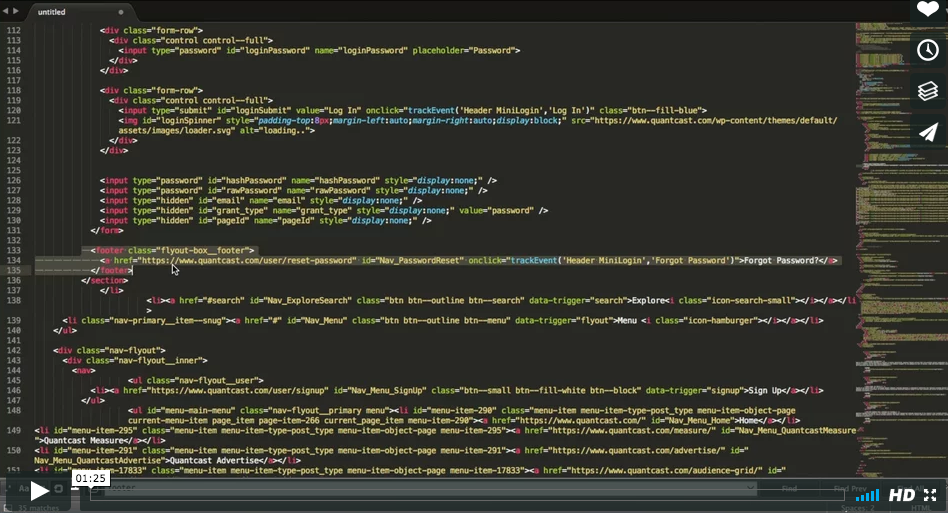 untitled
112 <div class="form-row">
113 <div class="control control--full">
114 <input type="password" id="loginPassword" name="loginPassword" placeholder="Password">
115 </div>
116 </div>
117
118 <div class="form-row">
119 <div class="control control--full">
120 <input type="submit" id="loginSubmit" value="Log In" onclick="trackEvent('Header MiniLogin','Log In')" class="btn--fill-blue">
121 <img id="loginSpinner" style="padding-top:8px;margin-left:auto;margin-right:auto;display:block;" src="https://www.quantcast.com/wp-content/themes/default/
assets/images/loader.svg" alt="loading..">
122 </div>
123 </div>
124
125
126 <input type="password" id="hashPassword" name="hashPassword" style="display:none;" />
127 <input type="password" id="rawPassword" name="rawPassword" style="display:none;" />
128 <input type="hidden" id="email" name="email" style="display:none;" />
129 <input type="hidden" id="grant_type" name="grant_type" style="display:none;" value="password" />
130 <input type="hidden" id="pageId" name="pageId" style="display:none;" />
131 </form>
132
133 <footer class="flyout-box__footer">
134 <a href="https://www.quantcast.com/user/reset-password" id="Nav_PasswordReset" onclick="trackEvent('Header MiniLogin','Forgot Password')">Forgot Password?</a>
135 </footer>
136 </section>
137 </li>
138 <li><a href="#search" id="Nav_ExploreSearch" class="btn btn--outline btn--search" data-trigger="search">Explore<i class="icon-search-small"></i></a></li
>
139 <li class="nav-primary__item--snug"><a href="#" id="Nav_Menu" class="btn btn--outline btn--menu" data-trigger="flyout">Menu <i class="icon-hamburger"></i></a></li>
140 </ul>
141
142 <div class="nav-flyout">
143 <div class="nav-flyout__inner">
144 <nav>
145 <ul class="nav-flyout__user">
146 <li><a href="https://www.quantcast.com/user/signup" id="Nav_Menu_SignUp" class="btn--small btn--fill-white btn--block" data-trigger="signup">Sign Up</a></li>
147 </ul>
148 <ul id="menu-main-menu" class="nav-flyout__primary menu"><li id="menu-item-290" class="menu-item menu-item-type-post_type menu-item-object-page
current-menu-item page_item page-item-266 current_page_item menu-item-290"><a href="https://www.quantcast.com/" id="Nav_Menu_Home">Home</a></li>
149 <li id="menu-item-295" class="menu-item menu-item-type-post_type menu-item-object-page menu-item-295"><a href="https://www.quantcast.com/measure/" id="Nav_Menu_QuantcastMeasure
">Quantcast Measure</a></li>
150 <li id="menu-item-291" class="menu-item menu-item-type-post_type menu-item-object-page menu-item-291"><a href="https://www.quantcast.com/advertise/" id="
Nav_Menu_QuantcastAdvertise">Quantcast Advertise</a></li>
151 <li id="menu-item-17833" class="menu-item menu-item-type-post_type menu-item-object-page menu-item-17833"><a href="https://www.quantcast.com/audience-grid/" id="
01:25
footer
Find
Find Prev
Find All
HD
35 matches
Spaces: 2
HTML